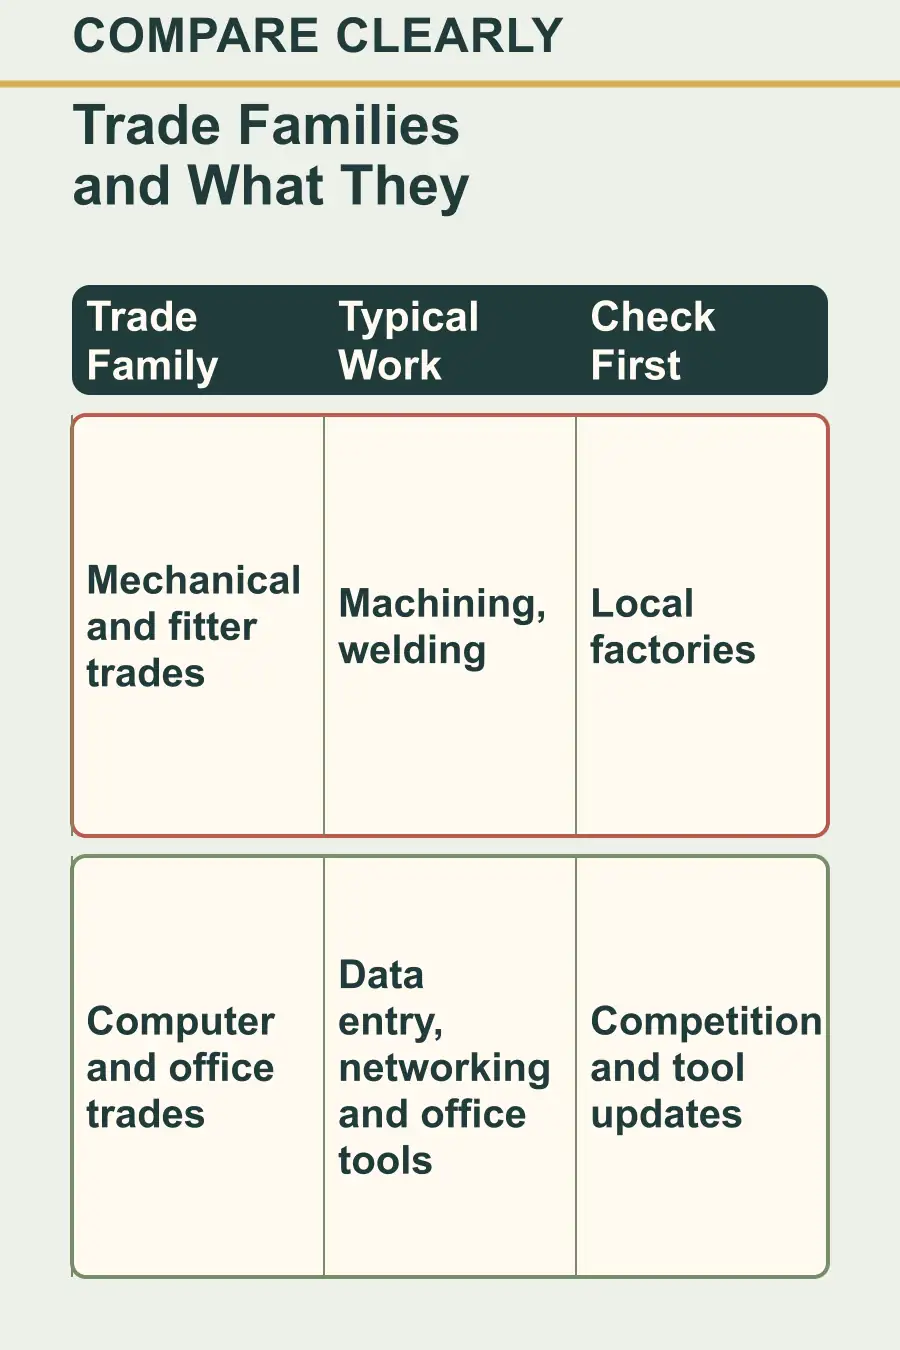 COMPARE CLEARLY
Trade Families
and What They
Trade
Family
Typical
Work
Check
First
Mechanical
and fitter
trades
Machining,
welding
Local
factories
Computer
and office
trades
Data
entry,
networking
and office
tools
Competition
and tool
updates